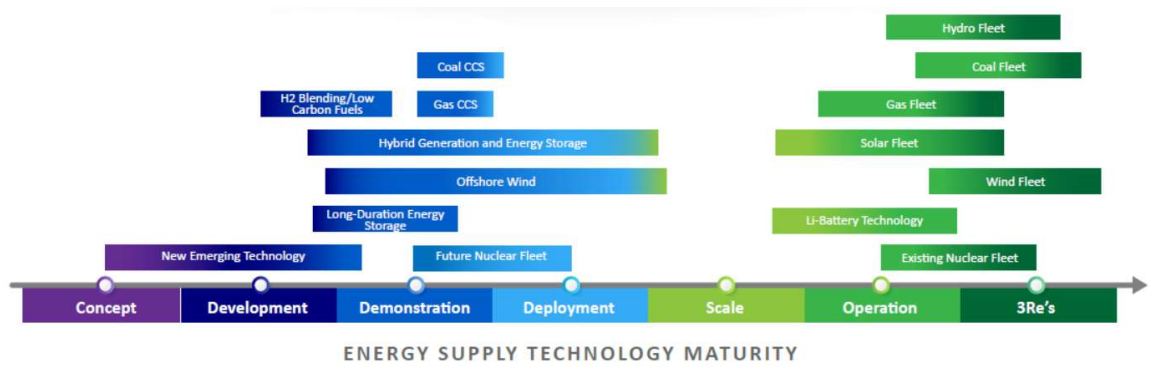 Hydro Fleet
Coal CCS
Coal Fleet
H2 Blending/Low
Carbon Fuels
Gas CCS
Gas Fleet
Hybrid Generation and Energy Storage
Solar Fleet
Offshore Wind
Wind Fleet
Long-Duration Energy
Storage
Li-Battery Technology
New Emerging Technology
Future Nuclear Fleet
Existing Nuclear Fleet
Concept
Development
Demonstration
Deployment
Scale
Operation
3Re's
ENERGY SUPPLY TECHNOLOGY MATURITY